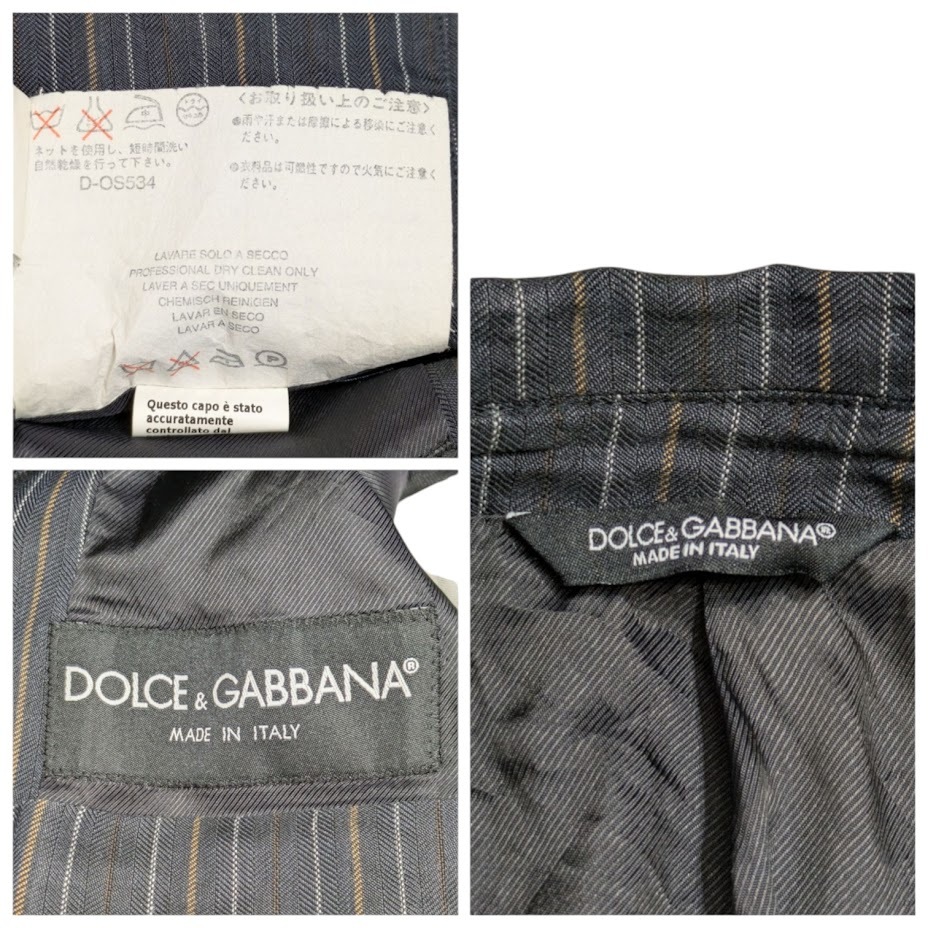 〈お取り扱い上のご注意〉
●雨や汗または摩擦による移染にご注意く
ださい。
●衣料品は可燃性ですので火気にご注意く
ださい。
ドライ
中
ネットを使用し、短時間洗い
自然乾燥を行って下さい。
D-OS534
LAVARE SOLO A SECCO
PROFESSIONAL DRY CLEAN ONLY
LAVER A SEC UNIQUEMENT
CHEMISCH REINIGEN
LAVAR EN SECO
LAVAR A SECO
Questo capo è stato
accuratamente
controllato dal
DOLCE & GABBANA®
MADE IN ITALY
DOLCE & GABBANA®
MADE IN ITALY